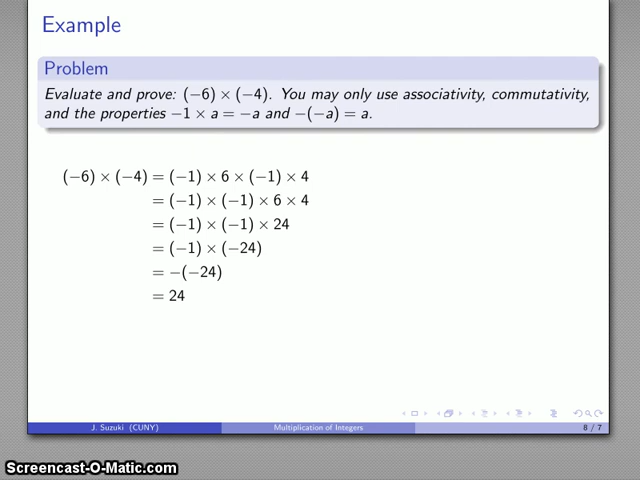 Example
Problem
Evaluate and prove: (−6) × (−4). You may only use associativity, commutativity,
and the properties −1 × a = −a and −(−a) = a.
(−6) × (−4) = (−1) × 6 × (−1) × 4
= (−1) × (−1) × 6 × 4
= (−1) × (−1) × 24
= (−1) × (−24)
= −(−24)
= 24
J. Suzuki (CUNY) Multiplication of Integers 8 / 7
Screencast-O-Matic.com